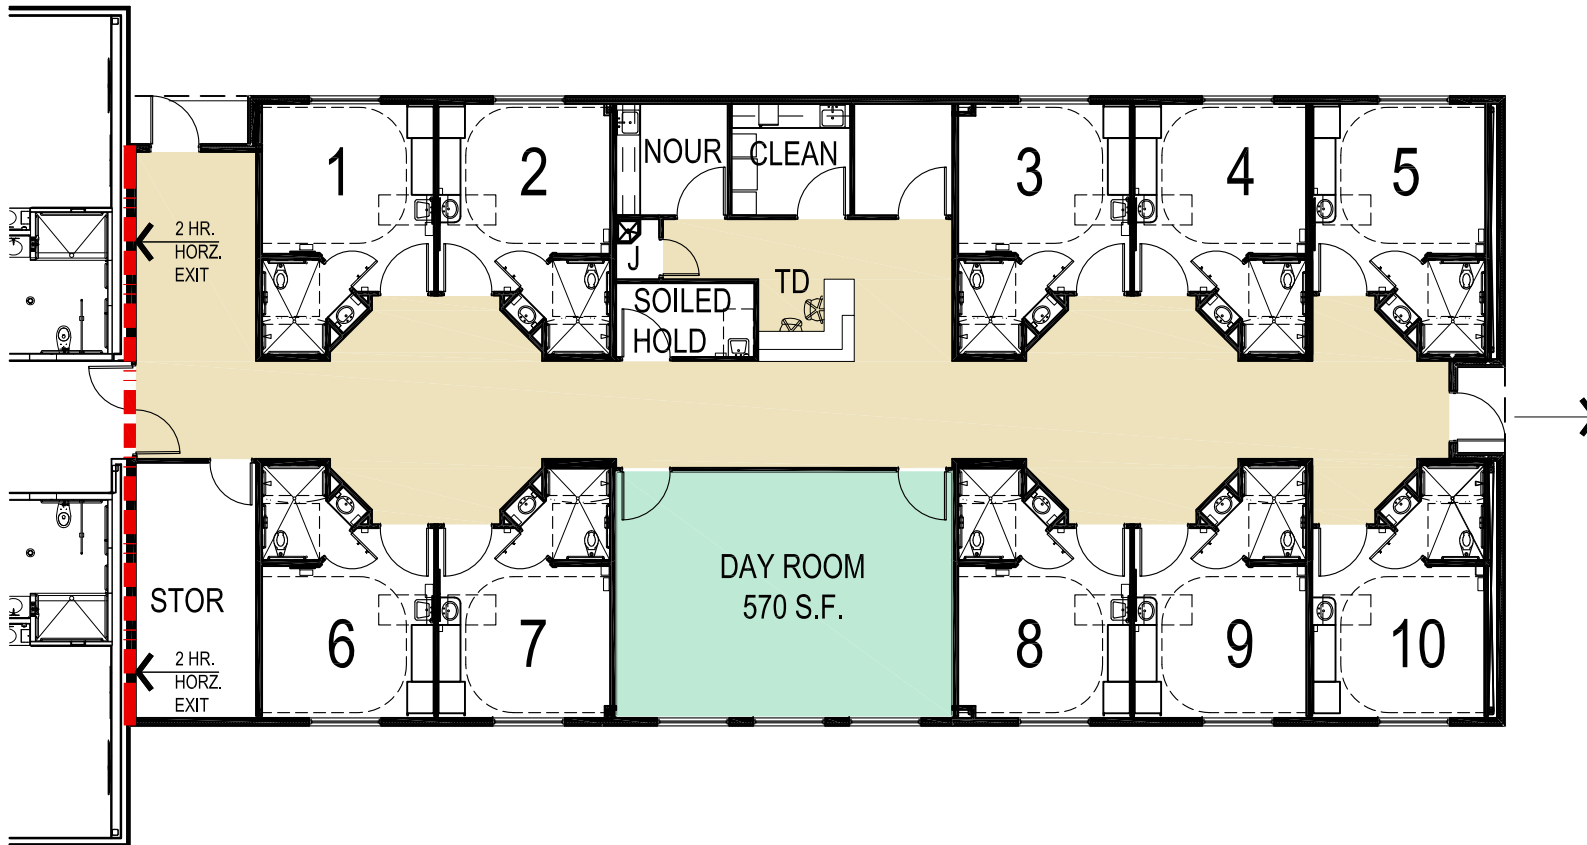 1
2
NOUR
CLEAN
3
4
5
2 HR.
HORZ.
EXIT
J
TD
SOILED
HOLD
STOR
DAY ROOM
570 S.F.
6
7
8
9
10
2 HR.
HORZ.
EXIT